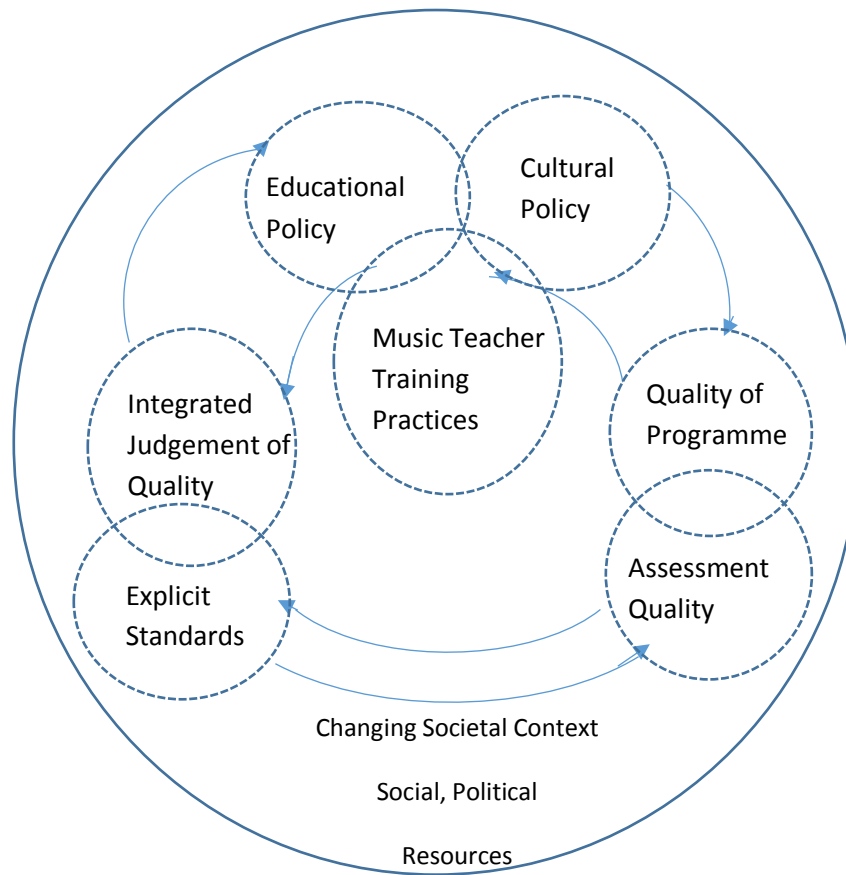 Educational
Policy
Cultural
Policy
Music Teacher
Training
Practices
Integrated
Judgement of
Quality
Quality of
Programme
Explicit
Standards
Assessment
Quality
Changing Societal Context
Social, Political
Resources